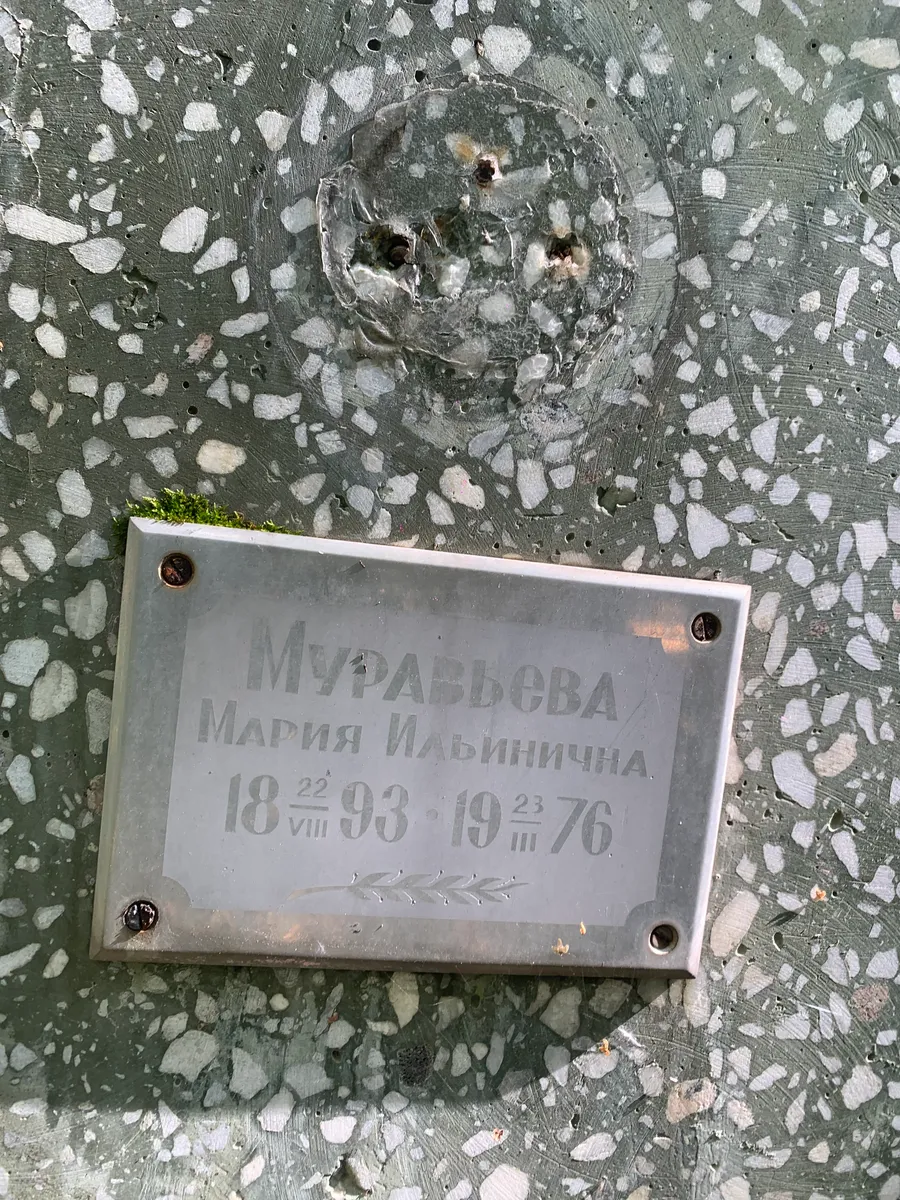 Муравьева
Мария Ильинична
18 22/VIII 93 · 19 23/III 76